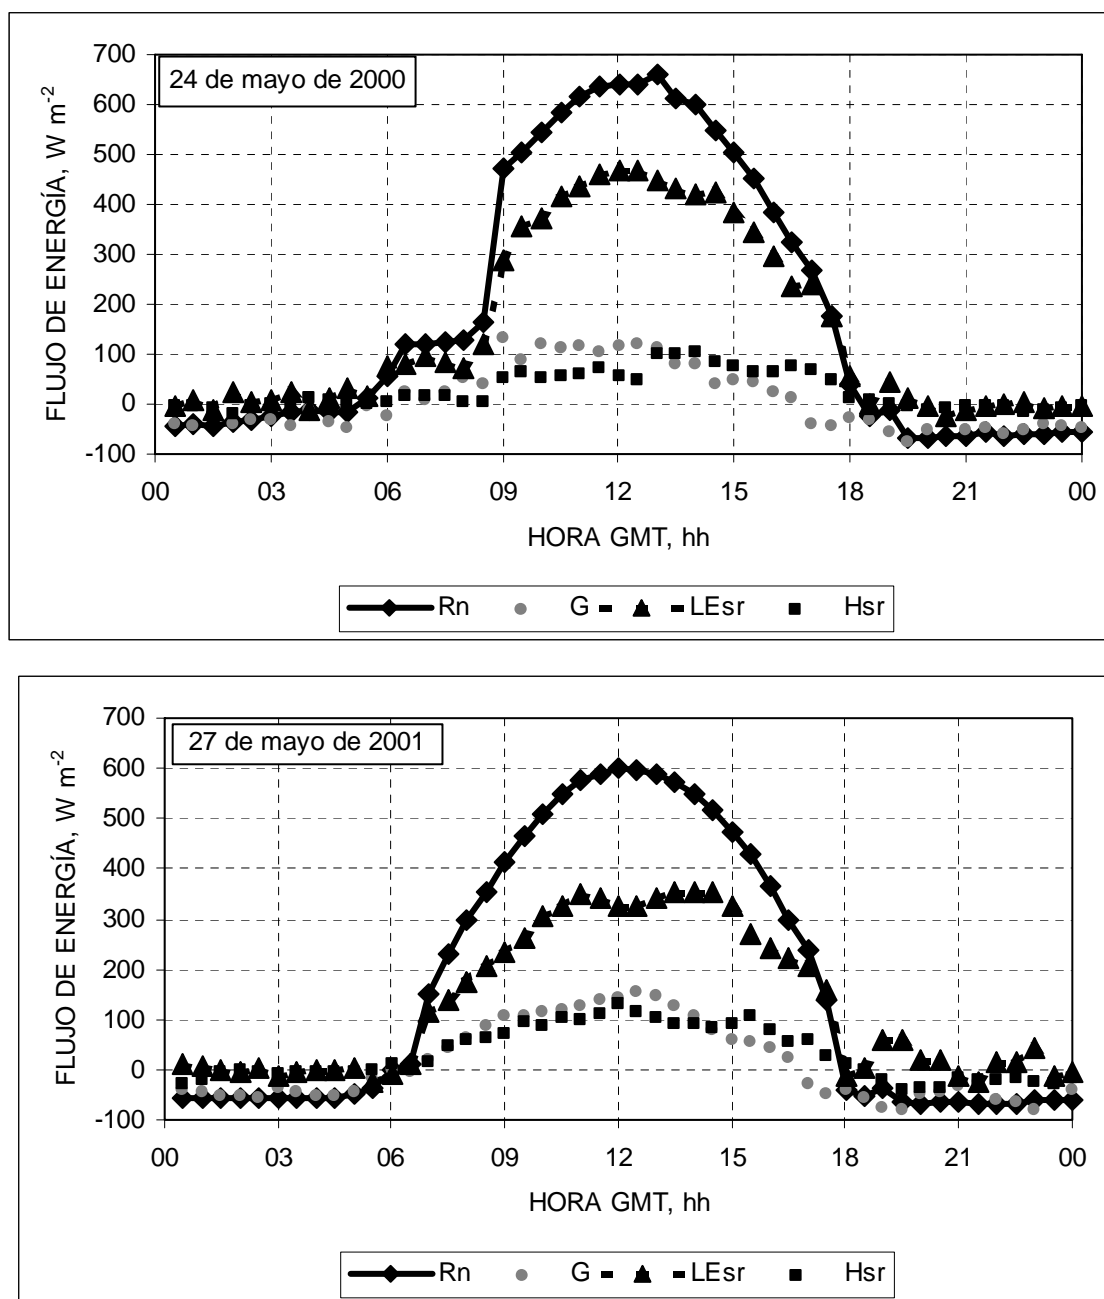 24 de mayo de 2000
FLUJO DE ENERGÍA, W m-2
700
600
500
400
300
200
100
0
-100
00 03 06 09 12 15 18 21 00
HORA GMT, hh
Rn G LEsr Hsr
27 de mayo de 2001
FLUJO DE ENERGÍA, W m-2
700
600
500
400
300
200
100
0
-100
00 03 06 09 12 15 18 21 00
HORA GMT, hh
Rn G LEsr Hsr